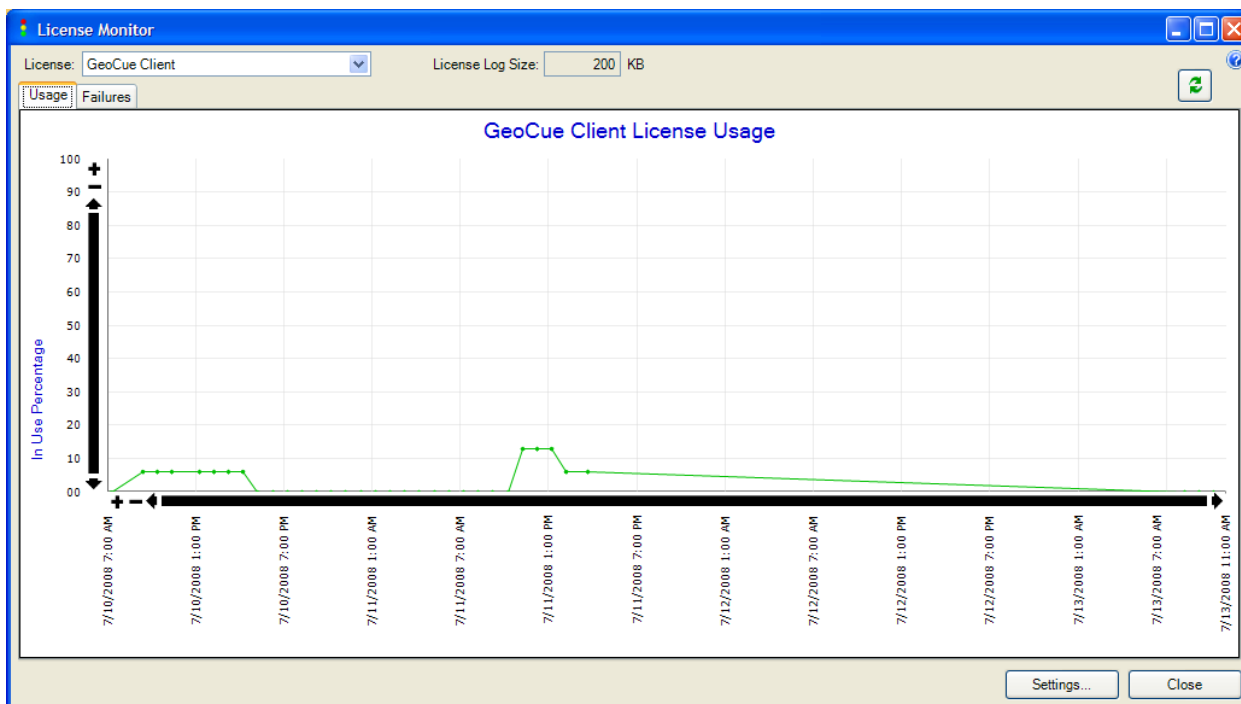 License Monitor
License: GeoCue Client License Log Size: 200 KB
Usage Failures
GeoCue Client License Usage
In Use Percentage
100
90
80
70
60
50
40
30
20
10
00
7/10/2008 7:00 AM
7/10/2008 1:00 PM
7/10/2008 7:00 PM
7/11/2008 1:00 AM
7/11/2008 7:00 AM
7/11/2008 1:00 PM
7/11/2008 7:00 PM
7/12/2008 1:00 AM
7/12/2008 7:00 AM
7/12/2008 1:00 PM
7/12/2008 7:00 PM
7/13/2008 1:00 AM
7/13/2008 7:00 AM
7/13/2008 11:00 AM
Settings... Close